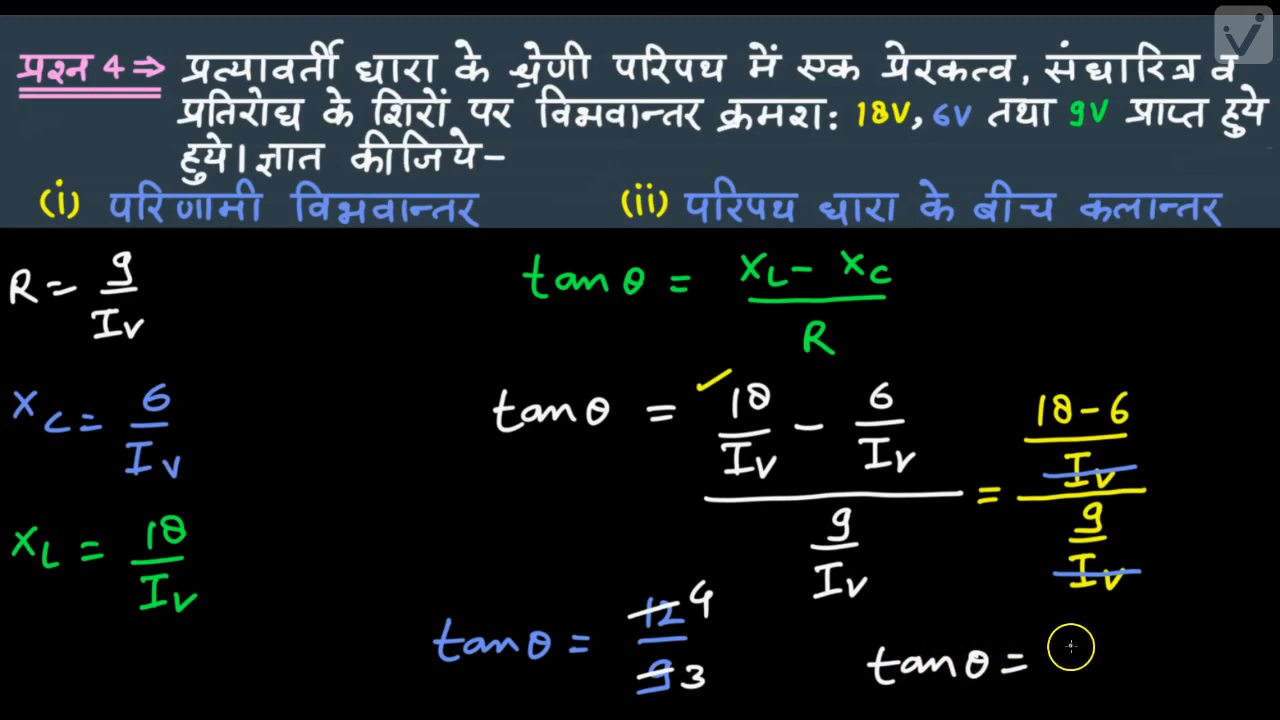 प्रश्न 4 ⇒ प्रत्यावर्ती धारा के श्रेणी परिपथ में एक प्रेरकत्व, संधारित्र व
प्रतिरोध के शिरों पर विभवान्तर क्रमश: 18V, 6V तथा 9V प्राप्त हुये
हुये। ज्ञात कीजिये-
(i) परिणामी विभवान्तर (ii) परिपथ धारा के बीच कलान्तर
R = 9/Iv
tanθ = (XL - XC)/R
XC = 6/Iv
tanθ = (18/Iv - 6/Iv)/(9/Iv) = ((18-6)/Iv)/(9/Iv)
XL = 18/Iv
tanθ = 12/9 4/3
tanθ =